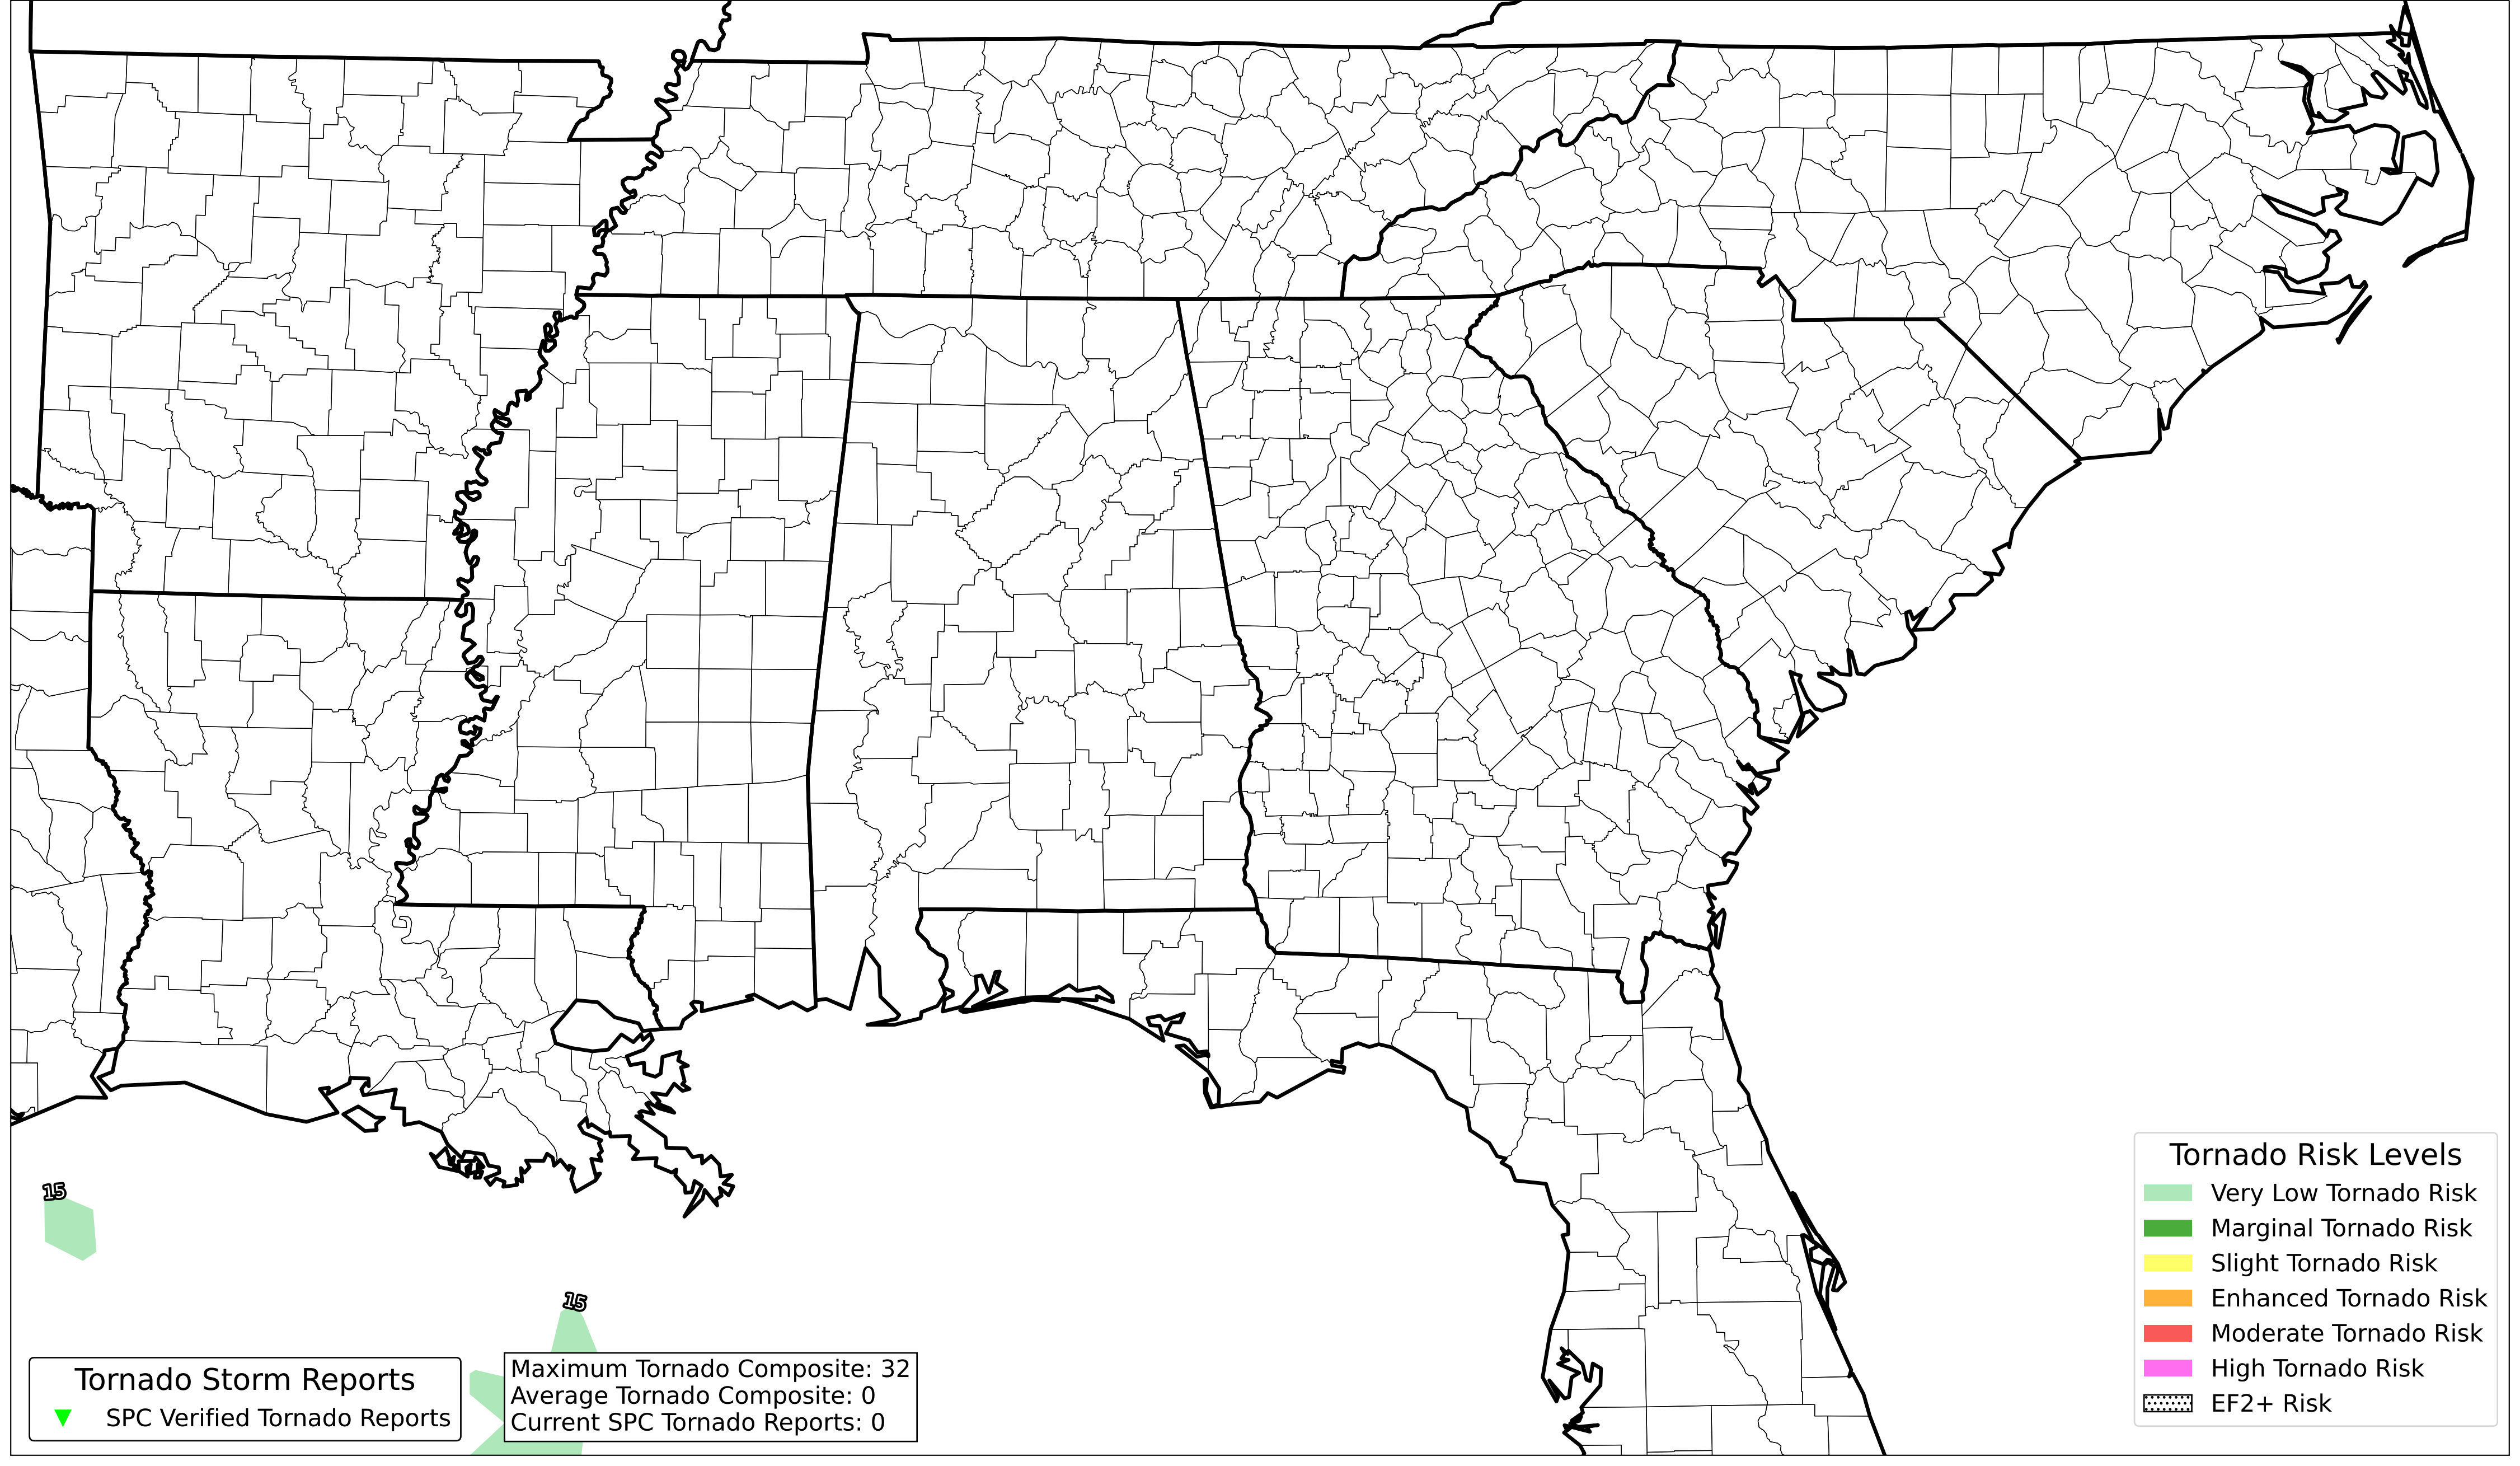 15
15
Tornado Storm Reports
SPC Verified Tornado Reports
Maximum Tornado Composite: 32
Average Tornado Composite: 0
Current SPC Tornado Reports: 0
Tornado Risk Levels
Very Low Tornado Risk
Marginal Tornado Risk
Slight Tornado Risk
Enhanced Tornado Risk
Moderate Tornado Risk
High Tornado Risk
EF2+ Risk